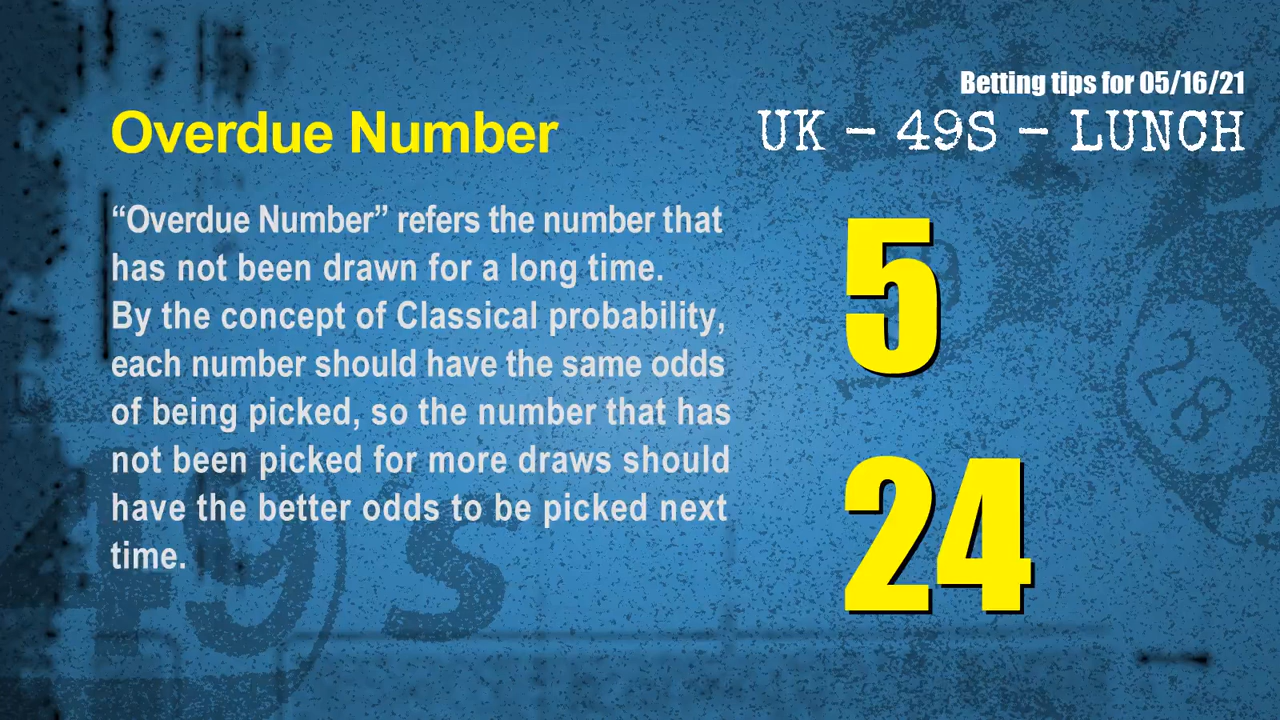 Betting tips for 05/16/21
UK - 49S - LUNCH
Overdue Number
“Overdue Number” refers the number that
has not been drawn for a long time.
By the concept of Classical probability,
each number should have the same odds
of being picked, so the number that has
not been picked for more draws should
have the better odds to be picked next
time.
5
24
49's
28